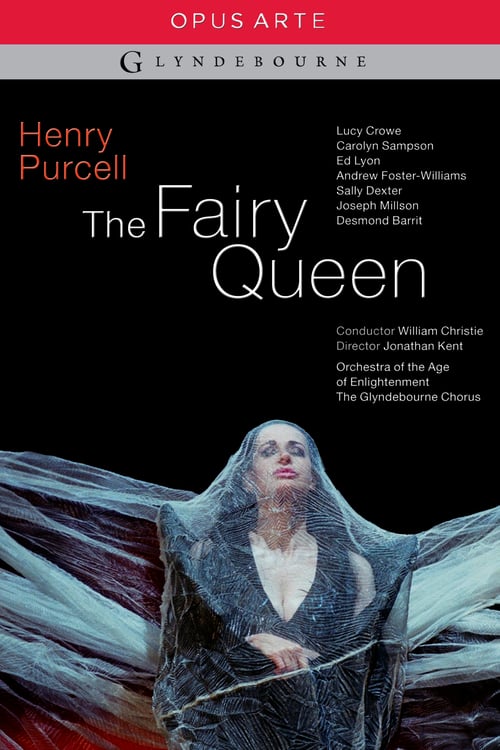 OPUS ARTE
GLYNDEBOURNE
Henry
Purcell
The Fairy
Queen
Lucy Crowe
Carolyn Sampson
Ed Lyon
Andrew Foster-Williams
Sally Dexter
Joseph Millson
Desmond Barrit
Conductor William Christie
Director Jonathan Kent
Orchestra of the Age
of Enlightenment
The Glyndebourne Chorus